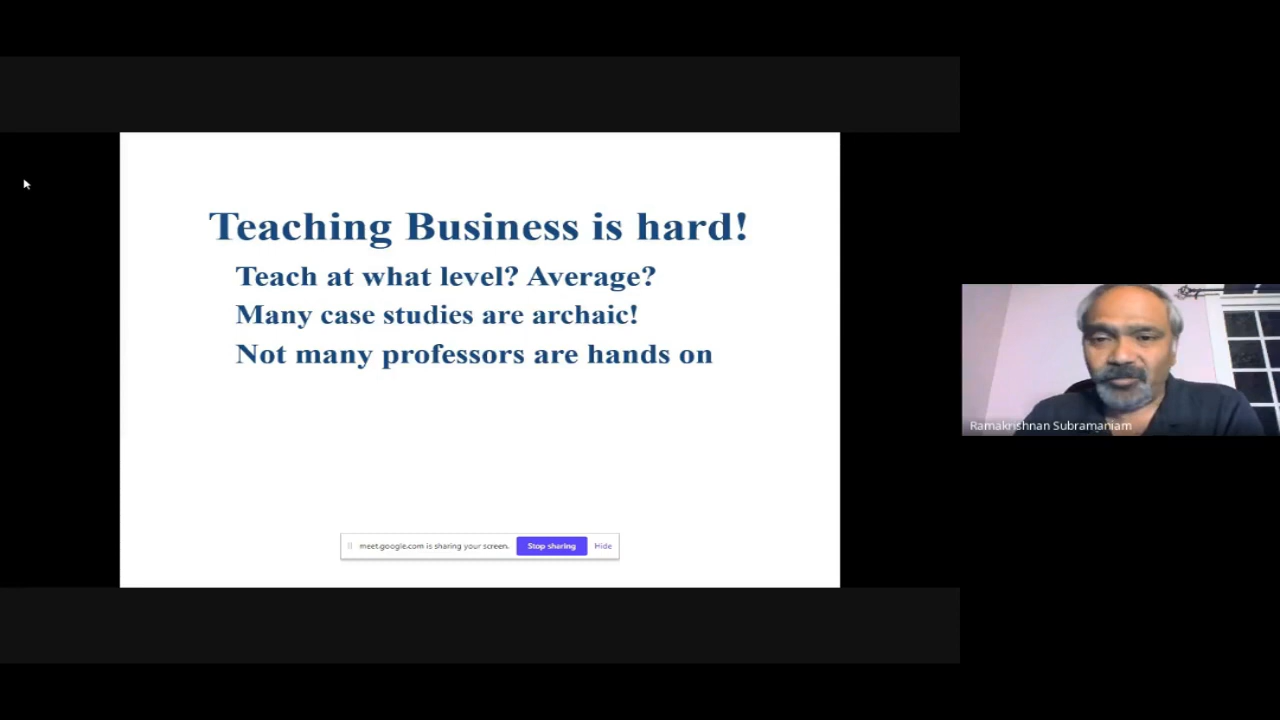 Teaching Business is hard!
Teach at what level? Average?
Many case studies are archaic!
Not many professors are hands on
meet.google.com is sharing your screen. Stop sharing Hide
Ramakrishnan Subramaniam